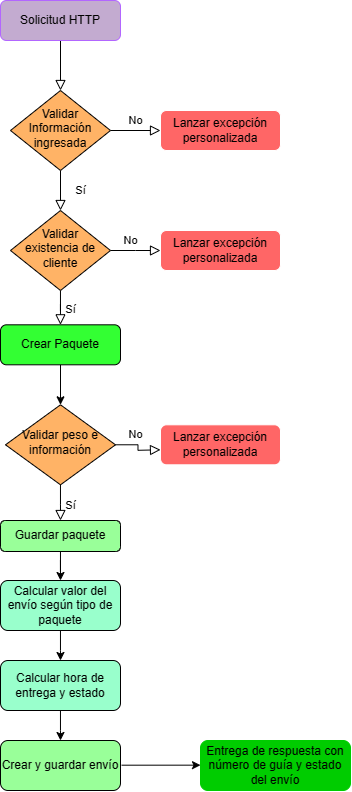 Solicitud HTTP
Validar
Información
ingresada
No
Lanzar excepción
personalizada
Sí
Validar
existencia de
cliente
No
Lanzar excepción
personalizada
Sí
Crear Paquete
Validar peso e
información
No
Lanzar excepción
personalizada
Sí
Guardar paquete
Calcular valor del
envío según tipo de
paquete
Calcular hora de
entrega y estado
Crear y guardar envío
Entrega de respuesta con
número de guía y estado
del envío